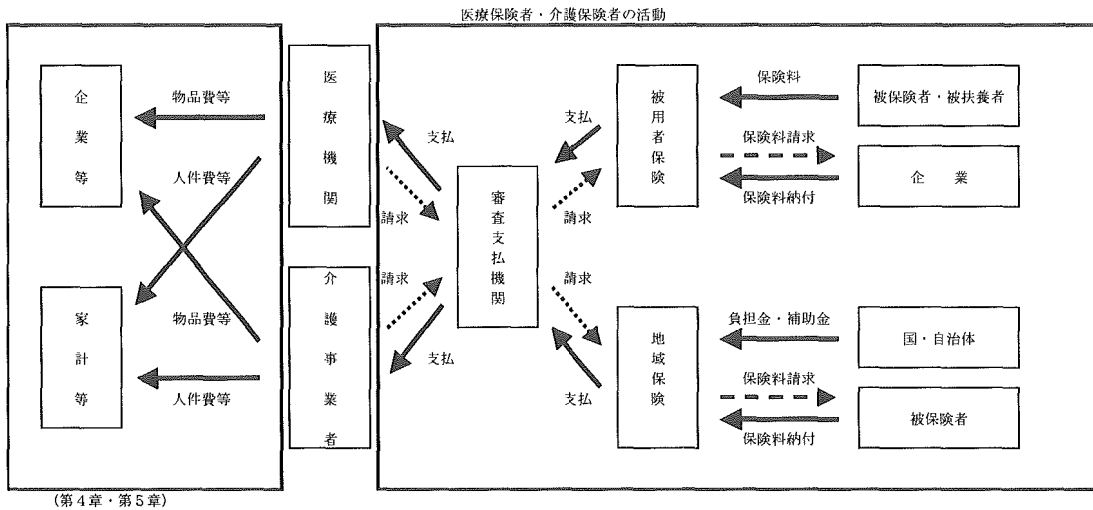 医療保険者・介護保険者の活動
企業等
物品費等
人件費等
家計等
物品費等
人件費等
医療機関
介護事業者
支払
請求
請求
支払
審査支払機関
支払
請求
請求
支払
被用者保険
保険料
保険料請求
保険料納付
被保険者・被扶養者
企　業
地域保険
負担金・補助金
保険料請求
保険料納付
国・自治体
被保険者
(第4章・第5章)